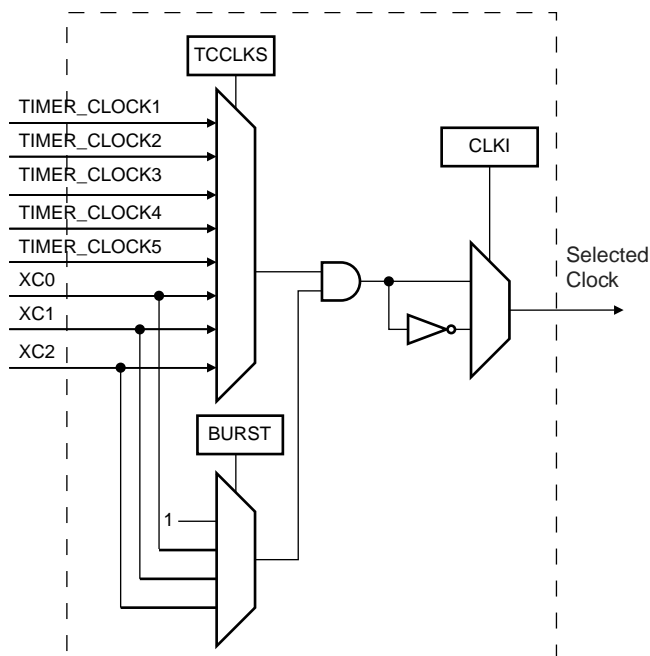 TCCLKS
TIMER_CLOCK1
TIMER_CLOCK2
TIMER_CLOCK3
TIMER_CLOCK4
TIMER_CLOCK5
XC0
XC1
XC2
CLKI
Selected
Clock
BURST
1